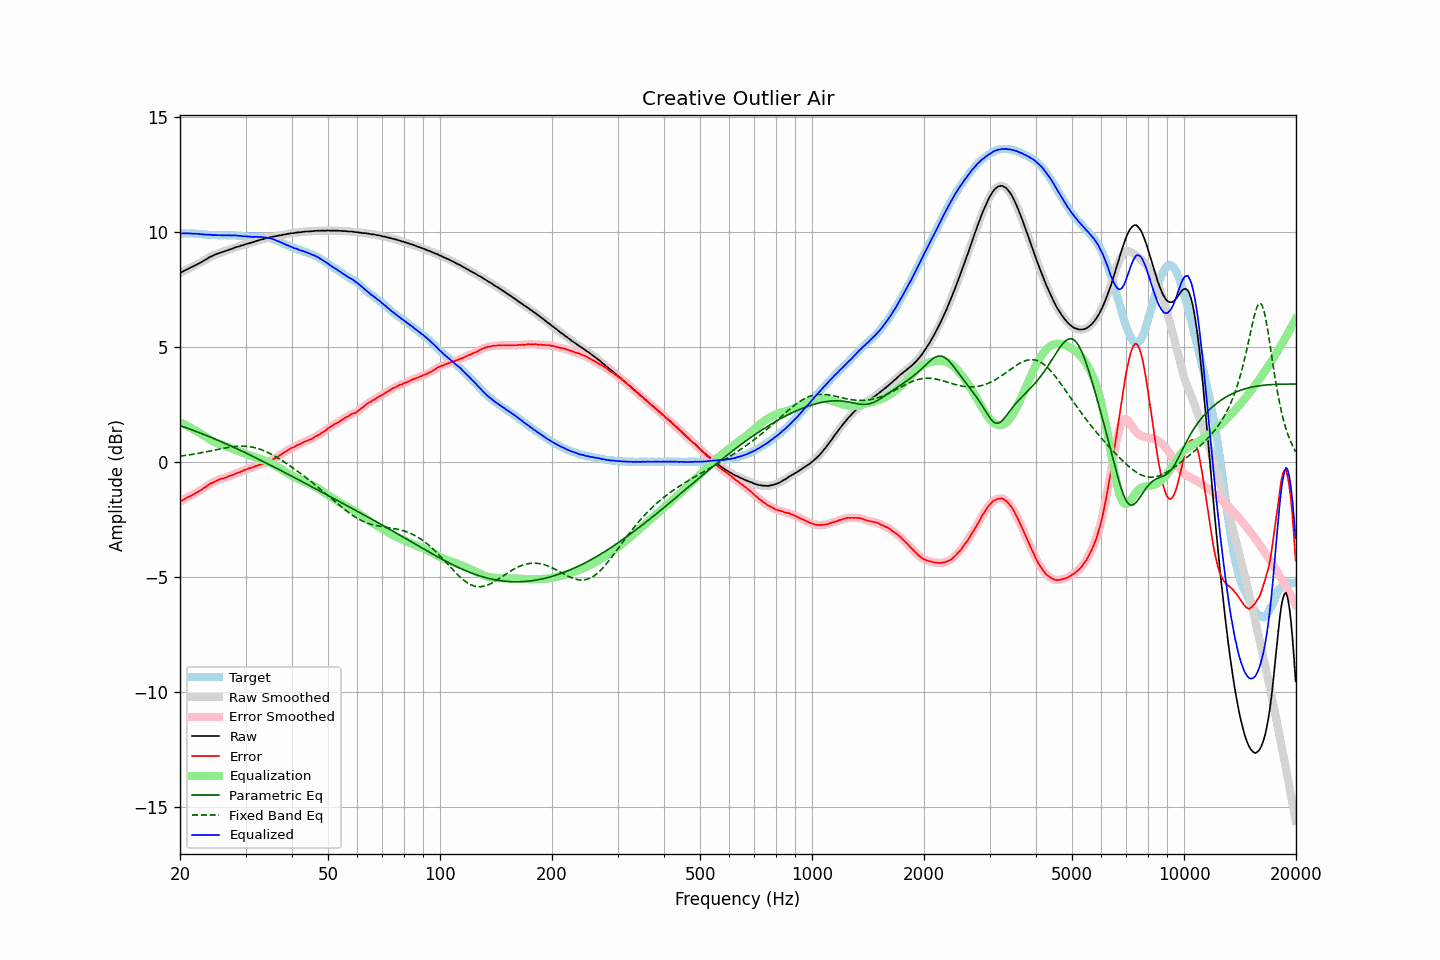 Creative Outlier Air
15
10
5
0
−5
−10
−15
Amplitude (dBr)
Target
Raw Smoothed
Error Smoothed
Raw
Error
Equalization
Parametric Eq
Fixed Band Eq
Equalized
20 50 100 200 500 1000 2000 5000 10000 20000
Frequency (Hz)